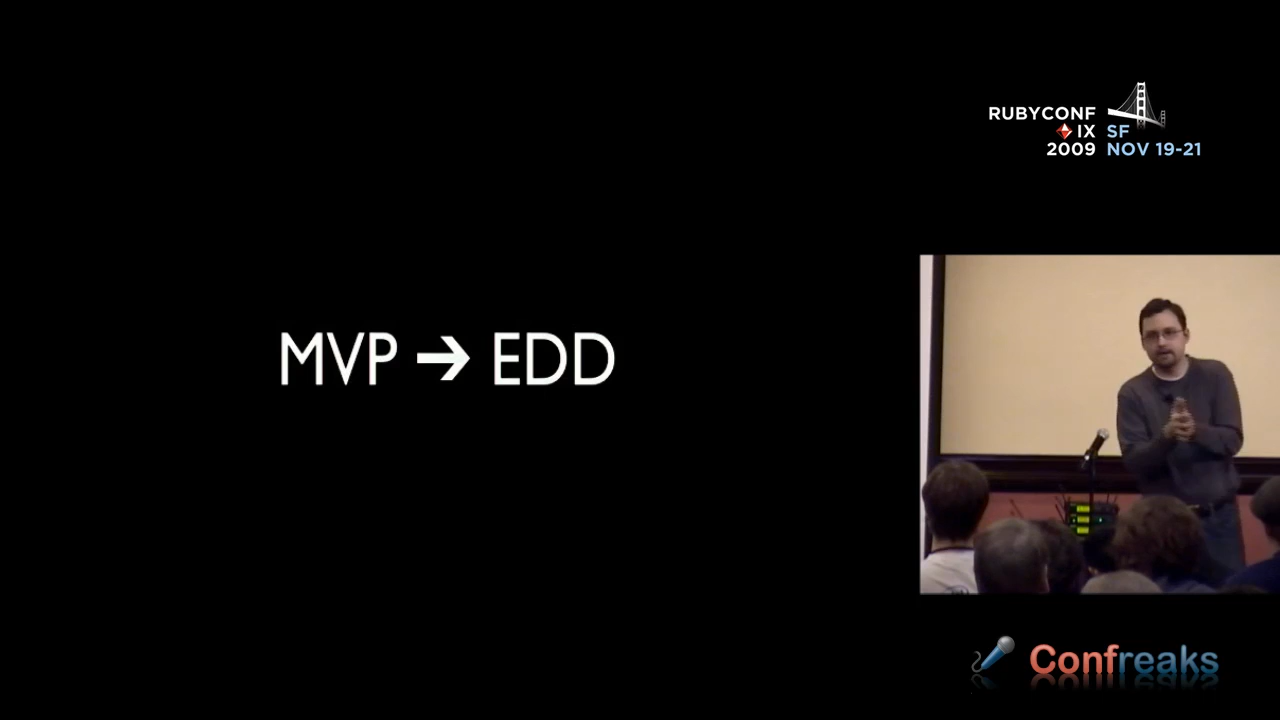 RUBYCONF
IX SF
2009 NOV 19-21
MVP → EDD
Confreaks